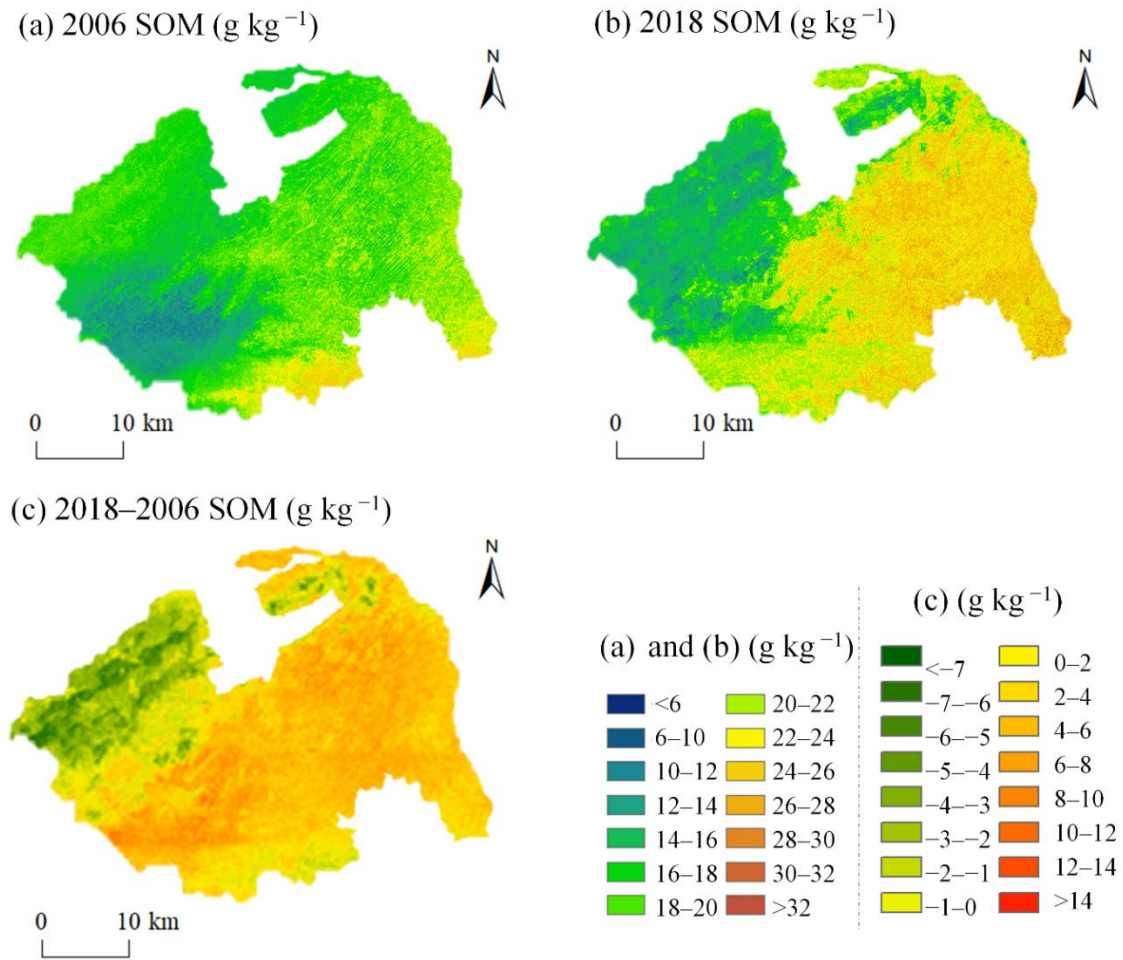 (a) 2006 SOM (g kg⁻¹)
(b) 2018 SOM (g kg⁻¹)
N
N
0 10 km
0 10 km
(c) 2018–2006 SOM (g kg⁻¹)
N
0 10 km
(a) and (b) (g kg⁻¹)
<6
6–10
10–12
12–14
14–16
16–18
18–20
20–22
22–24
24–26
26–28
28–30
30–32
>32
(c) (g kg⁻¹)
<−7
−7–−6
−6–−5
−5–−4
−4–−3
−3–−2
−2–−1
−1–0
0–2
2–4
4–6
6–8
8–10
10–12
12–14
>14